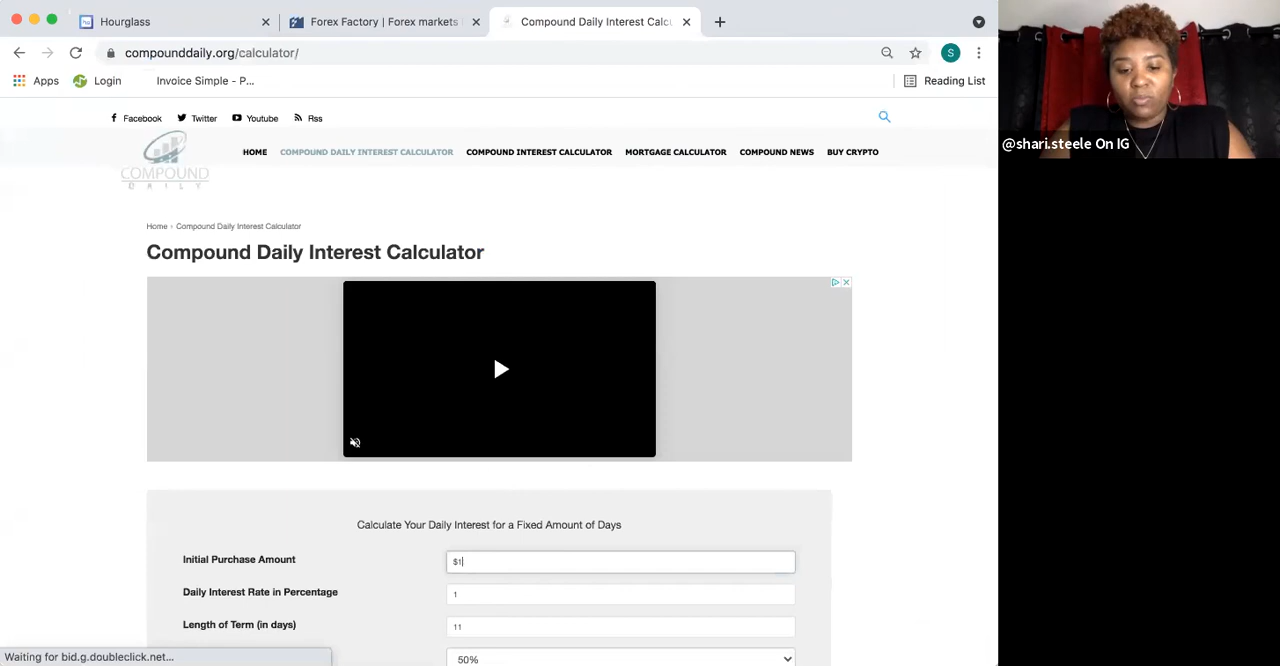 Hourglass
Forex Factory | Forex markets
Compound Daily Interest Calcu
compounddaily.org/calculator/
S
Apps
Login
Invoice Simple - P...
Reading List
Facebook
Twitter
Youtube
Rss
COMPOUND
DAILY
HOME
COMPOUND DAILY INTEREST CALCULATOR
COMPOUND INTEREST CALCULATOR
MORTGAGE CALCULATOR
COMPOUND NEWS
BUY CRYPTO
@shari.steele On IG
Home › Compound Daily Interest Calculator
Compound Daily Interest Calculator
Calculate Your Daily Interest for a Fixed Amount of Days
Initial Purchase Amount
$1
Daily Interest Rate in Percentage
1
Length of Term (in days)
11
50%
Waiting for bid.g.doubleclick.net...